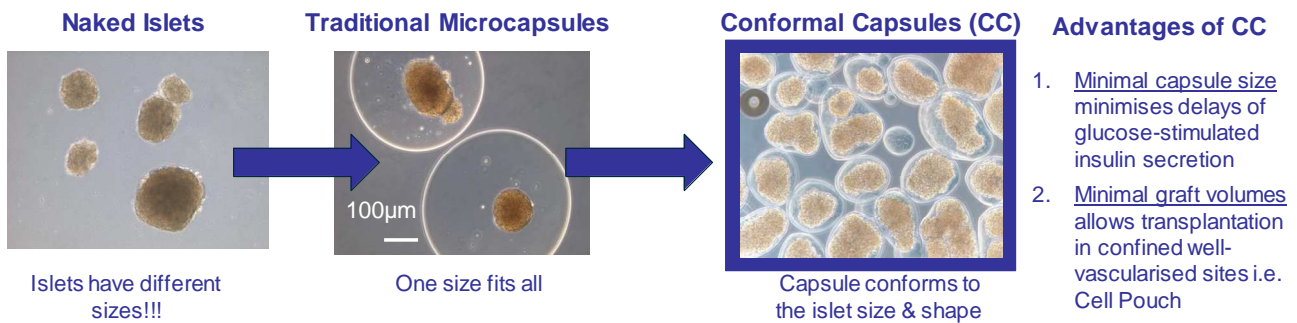 Naked Islets
Traditional Microcapsules
Conformal Capsules (CC)
Advantages of CC
100µm
Islets have different
sizes!!!
One size fits all
Capsule conforms to
the islet size & shape
1. Minimal capsule size
minimises delays of
glucose-stimulated
insulin secretion
2. Minimal graft volumes
allows transplantation
in confined well-
vascularised sites i.e.
Cell Pouch